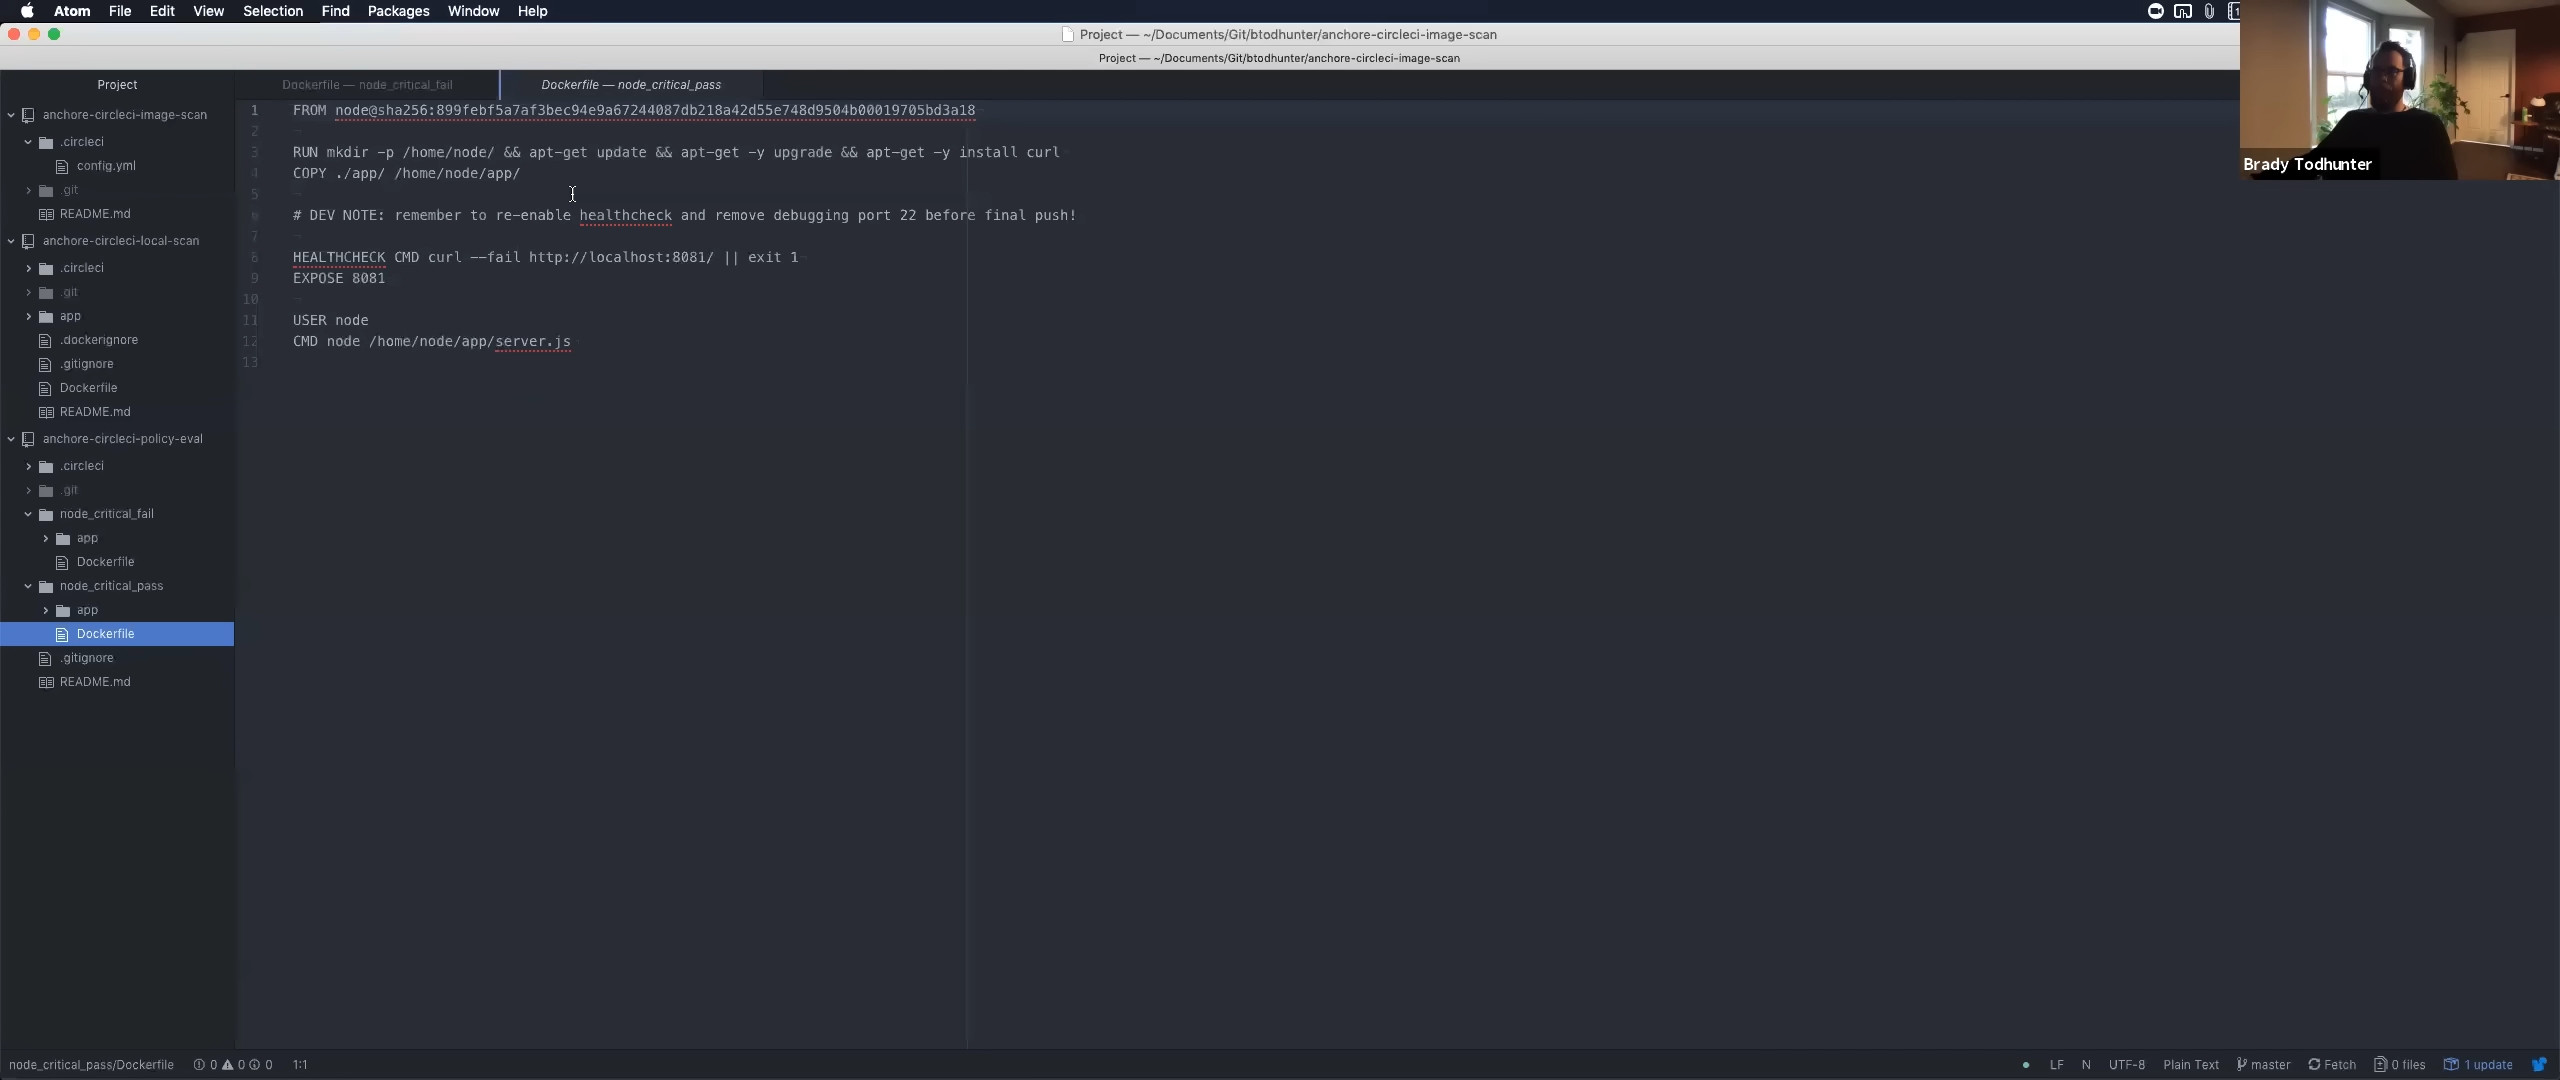 Atom File Edit View Selection Find Packages Window Help
Project — ~/Documents/Git/btodhunter/anchore-circleci-image-scan
Project — ~/Documents/Git/btodhunter/anchore-circleci-image-scan
Brady Todhunter
Project
anchore-circleci-image-scan
.circleci
config.yml
.git
README.md
anchore-circleci-local-scan
.circleci
.git
app
.dockerignore
.gitignore
Dockerfile
README.md
anchore-circleci-policy-eval
.circleci
.git
node_critical_fail
app
Dockerfile
node_critical_pass
app
Dockerfile
.gitignore
README.md
Dockerfile — node_critical_fail
Dockerfile — node_critical_pass
1 FROM node@sha256:899febf5a7af3bec94e9a67244087db218a42d55e748d9504b00019705bd3a18
2
3 RUN mkdir -p /home/node/ && apt-get update && apt-get -y upgrade && apt-get -y install curl
4 COPY ./app/ /home/node/app/
5
6 # DEV NOTE: remember to re-enable healthcheck and remove debugging port 22 before final push!
7
8 HEALTHCHECK CMD curl --fail http://localhost:8081/ || exit 1
9 EXPOSE 8081
10
11 USER node
12 CMD node /home/node/app/server.js
13
node_critical_pass/Dockerfile 0 0 0 1:1 LF N UTF-8 Plain Text master Fetch 0 files 1 update